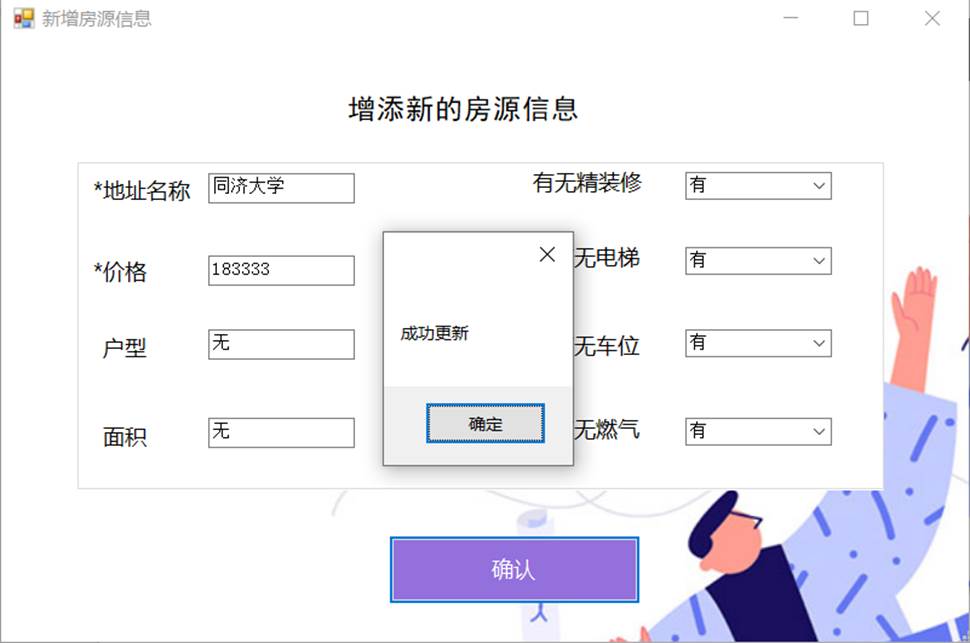 新增房源信息
增添新的房源信息
*地址名称 同济大学
有无精装修 有
*价格 183333
无电梯 有
成功更新
户型 无
无车位 有
确定
面积 无
无燃气 有
确认